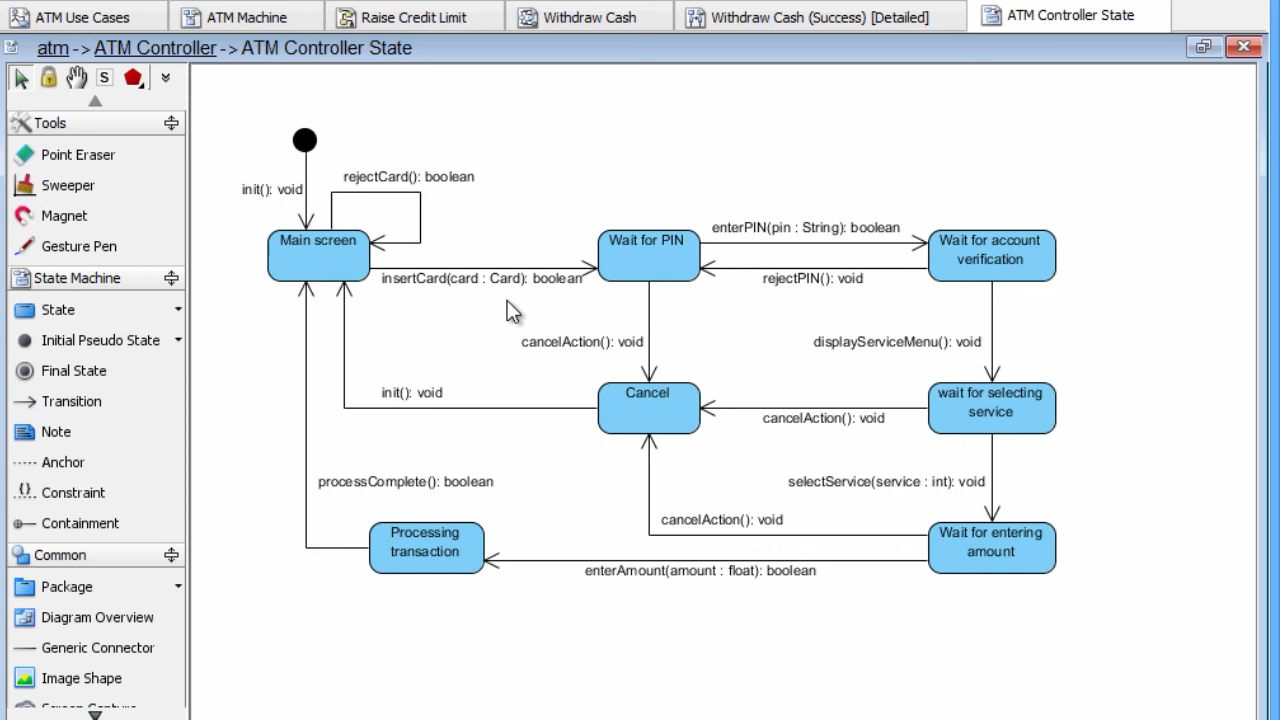 ATM Use Cases
ATM Machine
Raise Credit Limit
Withdraw Cash
Withdraw Cash (Success) [Detailed]
ATM Controller State
atm -> ATM Controller -> ATM Controller State
S
Tools
Point Eraser
Sweeper
Magnet
Gesture Pen
State Machine
State
Initial Pseudo State
Final State
Transition
Note
Anchor
Constraint
Containment
Common
Package
Diagram Overview
Generic Connector
Image Shape
Screen Capture
init(): void
rejectCard(): boolean
Main screen
insertCard(card : Card): boolean
Wait for PIN
enterPIN(pin : String): boolean
rejectPIN(): void
Wait for account
verification
cancelAction(): void
displayServiceMenu(): void
init(): void
Cancel
cancelAction(): void
wait for selecting
service
processComplete(): boolean
selectService(service : int): void
cancelAction(): void
Processing
transaction
enterAmount(amount : float): boolean
Wait for entering
amount